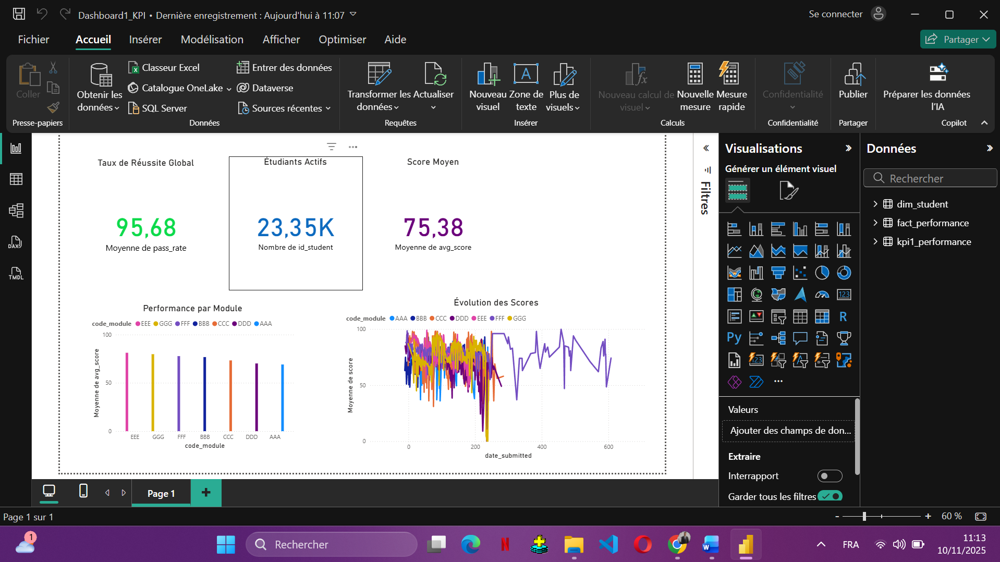 Dashboard1_KPI • Dernière enregistrement : Aujourd'hui à 11:07
Se connecter
Fichier
Accueil
Insérer
Modélisation
Afficher
Optimiser
Aide
Partager
Coller
Presse-papiers
Obtenir les données
Classeur Excel
Catalogue OneLake
SQL Server
Entrer des données
Dataverse
Sources récentes
Données
Transformer les données
Actualiser
Requêtes
Nouveau visuel
Zone de texte
Plus de visuels
Insérer
Nouveau calcul de visuel
Nouvelle mesure
Mesure rapide
Calculs
Confidentialité
Confidentialité
Publier
Partager
Préparer les données l'IA
Copilot
DAX
TMDL
Taux de Réussite Global
95,68
Moyenne de pass_rate
Étudiants Actifs
23,35K
Nombre de id_student
Score Moyen
75,38
Moyenne de avg_score
Performance par Module
code_module EEE GGG FFF BBB CCC DDD AAA
Moyenne de avg_score
100
50
0
EEE GGG FFF BBB CCC DDD AAA
code_module
Évolution des Scores
code_module AAA BBB CCC DDD EEE FFF GGG
Moyenne de score
100
50
0
0 200 400 600
date_submitted
Filtres
Visualisations
Générer un élément visuel
123
R
Py
123
Valeurs
Ajouter des champs de don...
Extraire
Interrapport
Garder tous les filtres
Données
Rechercher
dim_student
fact_performance
kpi1_performance
Page 1
Page 1 sur 1
- + 60 %
1
Rechercher
FRA
11:13
10/11/2025